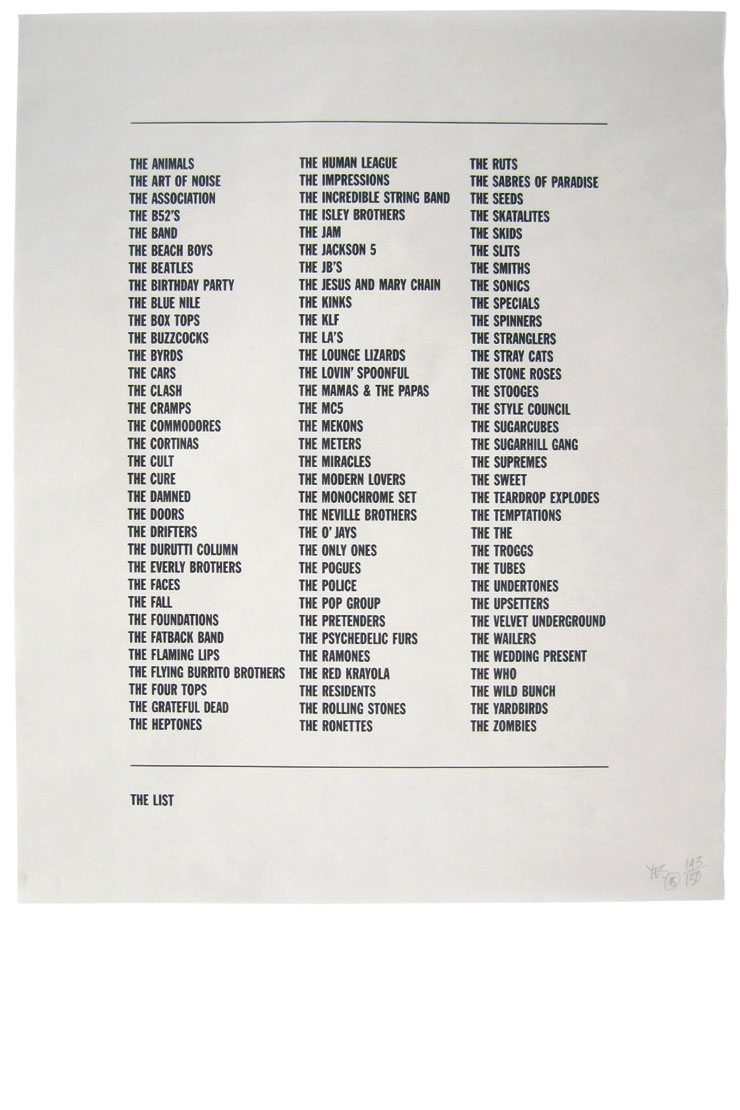 THE ANIMALS
THE ART OF NOISE
THE ASSOCIATION
THE B52'S
THE BAND
THE BEACH BOYS
THE BEATLES
THE BIRTHDAY PARTY
THE BLUE NILE
THE BOX TOPS
THE BUZZCOCKS
THE BYRDS
THE CARS
THE CLASH
THE CRAMPS
THE COMMODORES
THE CORTINAS
THE CULT
THE CURE
THE DAMNED
THE DOORS
THE DRIFTERS
THE DURUTTI COLUMN
THE EVERLY BROTHERS
THE FACES
THE FALL
THE FOUNDATIONS
THE FATBACK BAND
THE FLAMING LIPS
THE FLYING BURRITO BROTHERS
THE FOUR TOPS
THE GRATEFUL DEAD
THE HEPTONES
THE HUMAN LEAGUE
THE IMPRESSIONS
THE INCREDIBLE STRING BAND
THE ISLEY BROTHERS
THE JAM
THE JACKSON 5
THE JB'S
THE JESUS AND MARY CHAIN
THE KINKS
THE KLF
THE LA'S
THE LOUNGE LIZARDS
THE LOVIN' SPOONFUL
THE MAMAS & THE PAPAS
THE MC5
THE MEKONS
THE METERS
THE MIRACLES
THE MODERN LOVERS
THE MONOCHROME SET
THE NEVILLE BROTHERS
THE O'JAYS
THE ONLY ONES
THE POGUES
THE POLICE
THE POP GROUP
THE PRETENDERS
THE PSYCHEDELIC FURS
THE RAMONES
THE RED KRAYOLA
THE RESIDENTS
THE ROLLING STONES
THE RONETTES
THE RUTS
THE SABRES OF PARADISE
THE SEEDS
THE SKATALITES
THE SKIDS
THE SLITS
THE SMITHS
THE SONICS
THE SPECIALS
THE SPINNERS
THE STRANGLERS
THE STRAY CATS
THE STONE ROSES
THE STOOGES
THE STYLE COUNCIL
THE SUGARCUBES
THE SUGARHILL GANG
THE SUPREMES
THE SWEET
THE TEARDROP EXPLODES
THE TEMPTATIONS
THE THE
THE TROGGS
THE TUBES
THE UNDERTONES
THE UPSETTERS
THE VELVET UNDERGROUND
THE WAILERS
THE WEDDING PRESENT
THE WHO
THE WILD BUNCH
THE YARDBIRDS
THE ZOMBIES
THE LIST